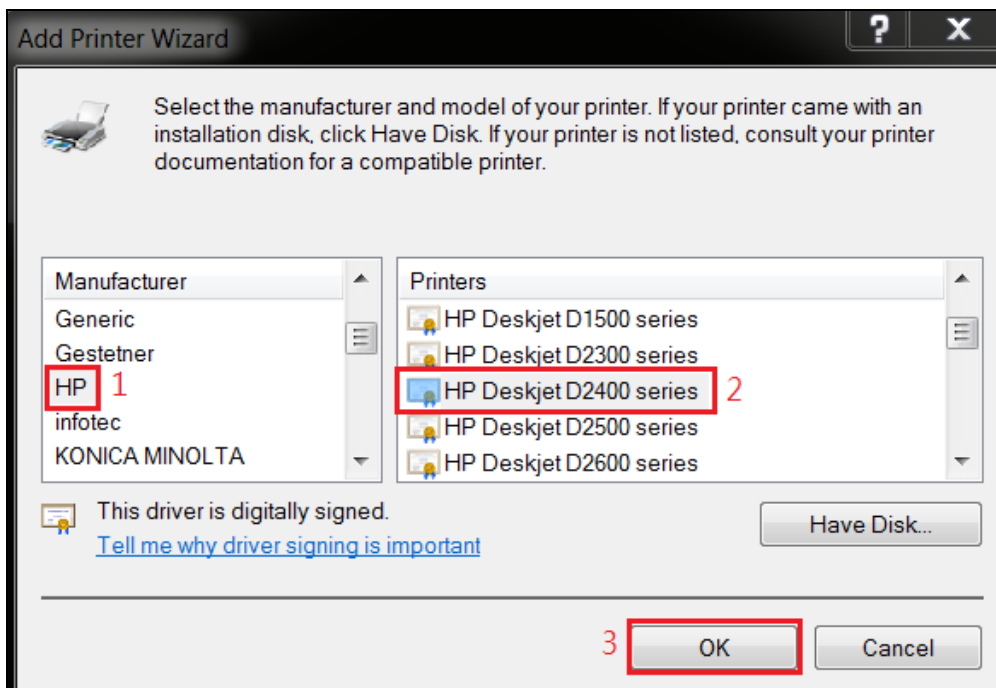 Add Printer Wizard
? X
Select the manufacturer and model of your printer. If your printer came with an
installation disk, click Have Disk. If your printer is not listed, consult your printer
documentation for a compatible printer.
Manufacturer
Generic
Gestetner
HP 1
infotec
KONICA MINOLTA
Printers
HP Deskjet D1500 series
HP Deskjet D2300 series
HP Deskjet D2400 series 2
HP Deskjet D2500 series
HP Deskjet D2600 series
This driver is digitally signed.
Tell me why driver signing is important
Have Disk...
3 OK Cancel